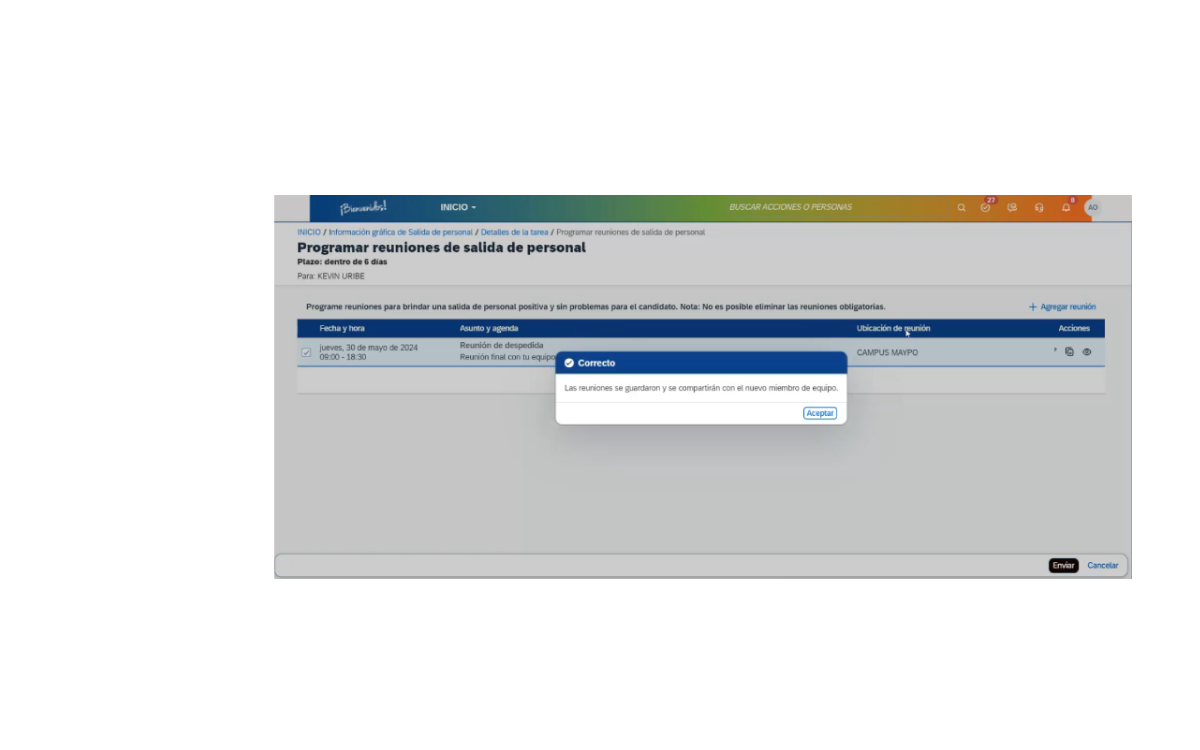 ¡Bienvenid@s!
INICIO
BUSCAR ACCIONES O PERSONAS
27
8
AO
INICIO / Información gráfica de Salida de personal / Detalles de la tarea / Programar reuniones de salida de personal
Programar reuniones de salida de personal
Plazo: dentro de 6 días
Para: KEVIN URIBE
Programe reuniones para brindar una salida de personal positiva y sin problemas para el candidato. Nota: No es posible eliminar las reuniones obligatorias.
+ Agregar reunión
Fecha y hora
Asunto y agenda
Ubicación de reunión
Acciones
jueves, 30 de mayo de 2024
09:00 - 18:30
Reunión de despedida
Reunión final con tu equipo
CAMPUS MAYPO
Correcto
Las reuniones se guardaron y se compartirán con el nuevo miembro de equipo.
Aceptar
Enviar
Cancelar